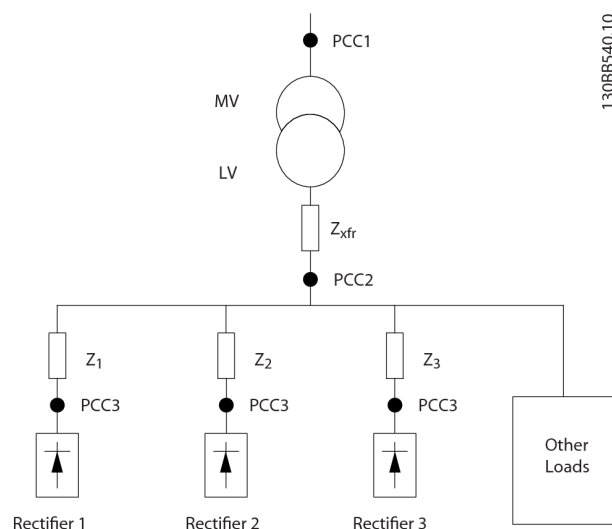 PCC1
130BB540.10
MV
LV
Zxfr
PCC2
Z1
Z2
Z3
PCC3
PCC3
PCC3
Other
Loads
Rectifier 1
Rectifier 2
Rectifier 3